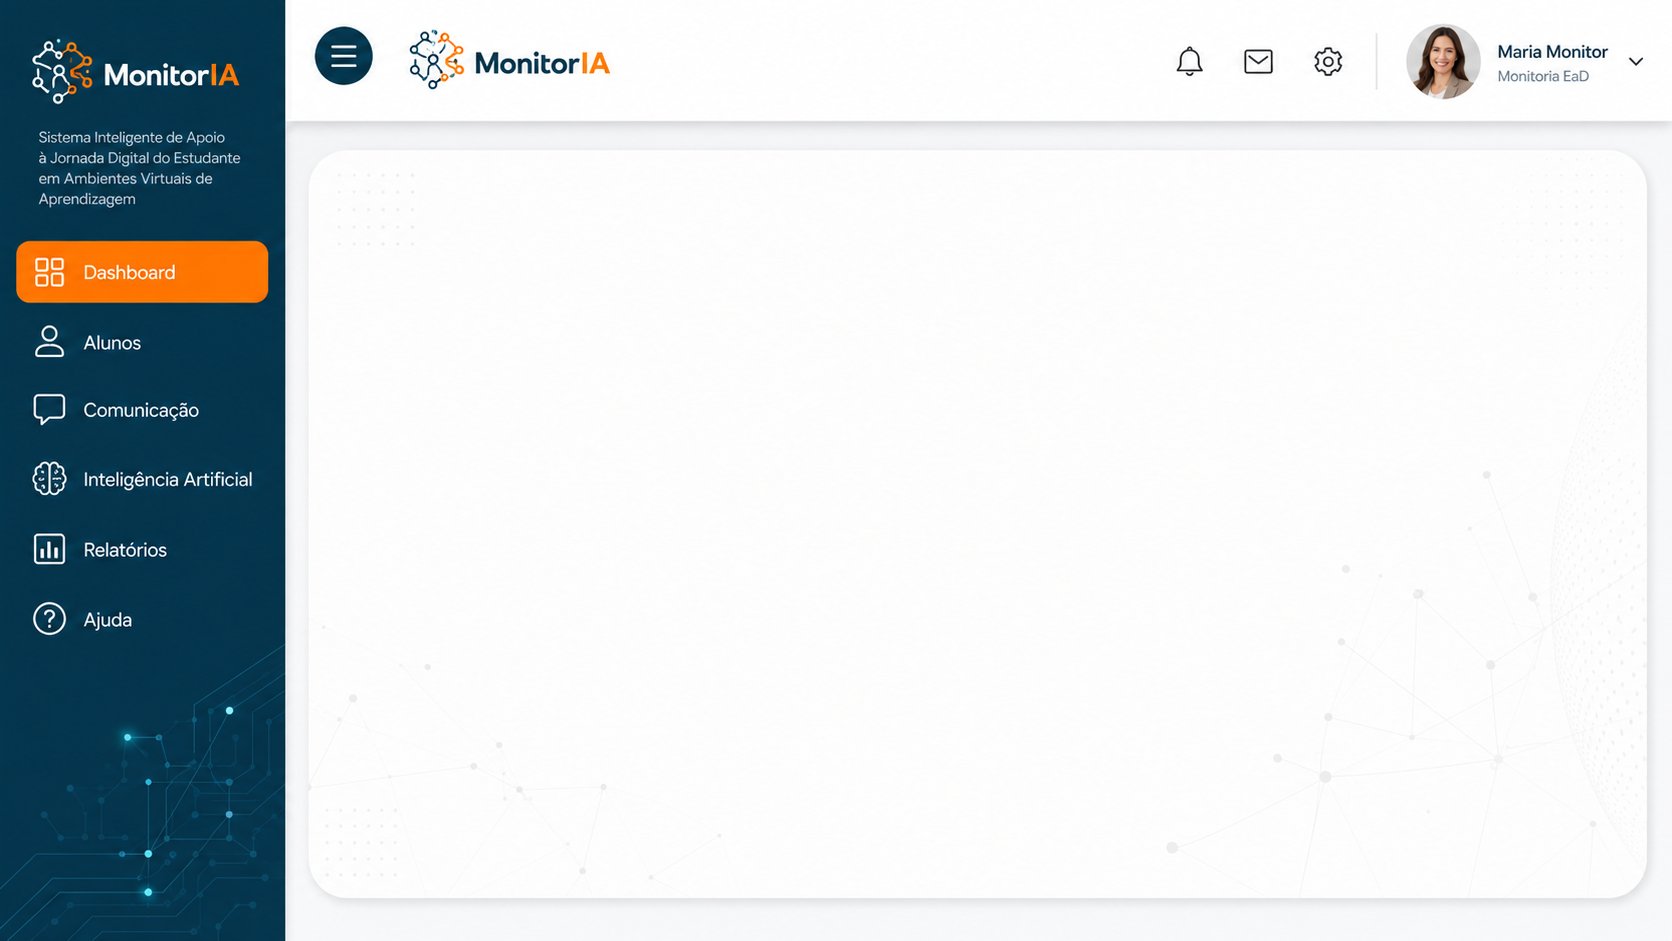 MonitorIA
Sistema Inteligente de Apoio
à Jornada Digital do Estudante
em Ambientes Virtuais de
Aprendizagem
Dashboard
Alunos
Comunicação
Inteligência Artificial
Relatórios
Ajuda
MonitorIA
Maria Monitor
Monitoria EaD